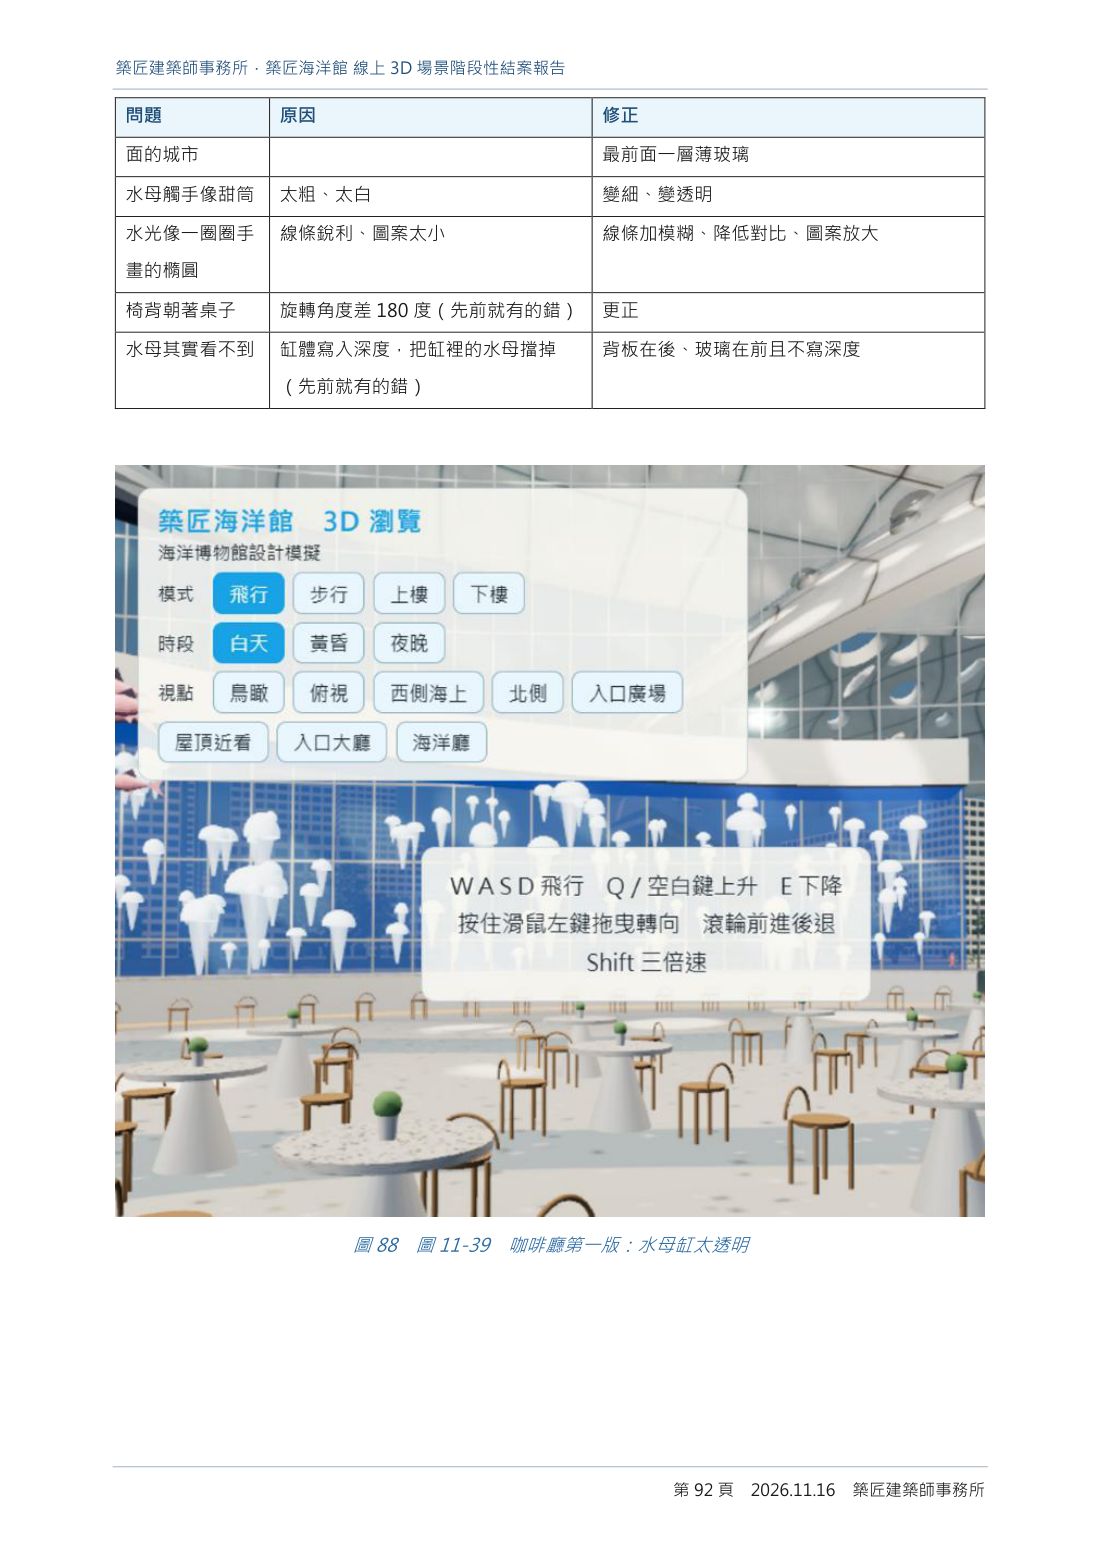 築匠建築師事務所．築匠海洋館 線上 3D 場景階段性結案報告
問題 原因 修正
面的城市 最前面一層薄玻璃
水母觸手像甜筒 太粗、太白 變細、變透明
水光像一圈圈手 線條銳利、圖案太小 線條加模糊、降低對比、圖案放大
畫的橢圓
椅背朝著桌子 旋轉角度差 180 度（先前就有的錯） 更正
水母其實看不到 缸體寫入深度，把缸裡的水母擋掉 背板在後、玻璃在前且不寫深度
（先前就有的錯）
築匠海洋館　3D 瀏覽
海洋博物館設計模擬
模式 飛行 步行 上樓 下樓
時段 白天 黃昏 夜晚
視點 鳥瞰 俯視 西側海上 北側 入口廣場
屋頂近看 入口大廳 海洋廳
W A S D 飛行　Q / 空白鍵上升　E 下降
按住滑鼠左鍵拖曳轉向　滾輪前進後退
Shift 三倍速
圖 88　圖 11-39　咖啡廳第一版：水母缸太透明
第 92 頁　2026.11.16　築匠建築師事務所